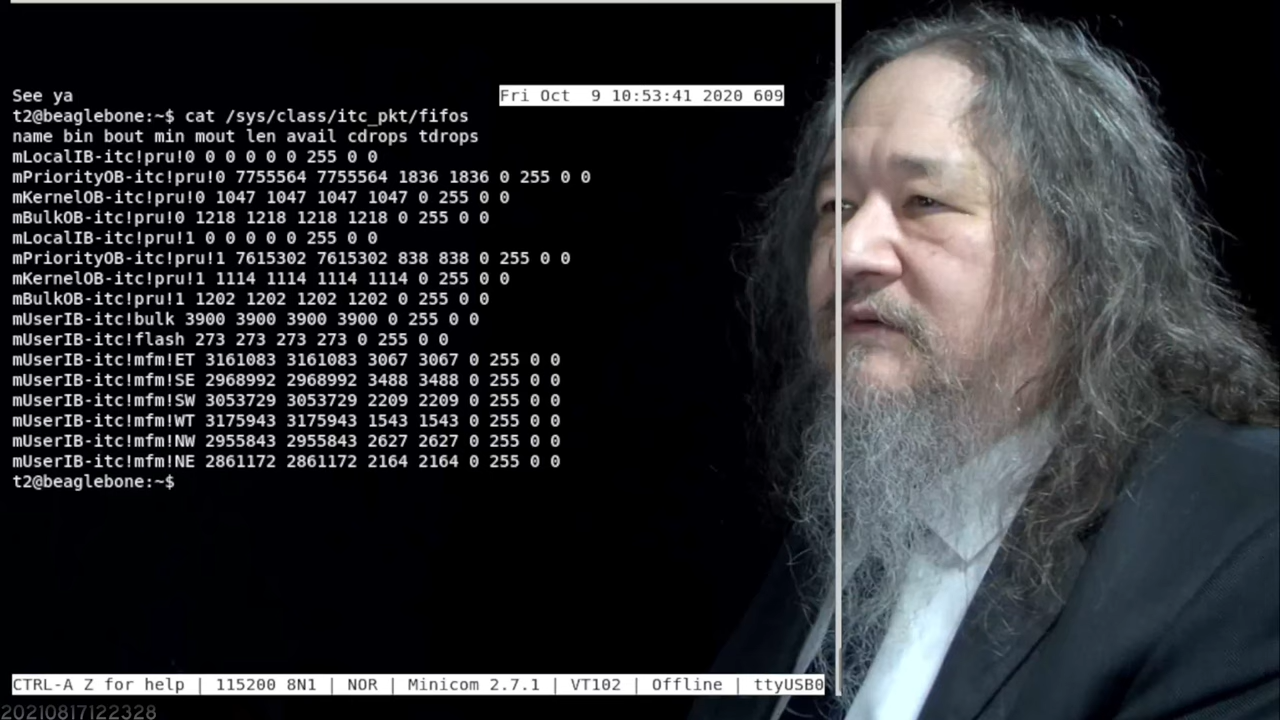 See ya
Fri Oct  9 10:53:41 2020 609
t2@beaglebone:~$ cat /sys/class/itc_pkt/fifos
name bin bout min mout len avail cdrops tdrops
mLocalIB-itc!pru!0 0 0 0 0 0 255 0 0
mPriorityOB-itc!pru!0 7755564 7755564 1836 1836 0 255 0 0
mKernelOB-itc!pru!0 1047 1047 1047 1047 0 255 0 0
mBulkOB-itc!pru!0 1218 1218 1218 1218 0 255 0 0
mLocalIB-itc!pru!1 0 0 0 0 0 255 0 0
mPriorityOB-itc!pru!1 7615302 7615302 838 838 0 255 0 0
mKernelOB-itc!pru!1 1114 1114 1114 1114 0 255 0 0
mBulkOB-itc!pru!1 1202 1202 1202 1202 0 255 0 0
mUserIB-itc!bulk 3900 3900 3900 3900 0 255 0 0
mUserIB-itc!flash 273 273 273 273 0 255 0 0
mUserIB-itc!mfm!ET 3161083 3161083 3067 3067 0 255 0 0
mUserIB-itc!mfm!SE 2968992 2968992 3488 3488 0 255 0 0
mUserIB-itc!mfm!SW 3053729 3053729 2209 2209 0 255 0 0
mUserIB-itc!mfm!WT 3175943 3175943 1543 1543 0 255 0 0
mUserIB-itc!mfm!NW 2955843 2955843 2627 2627 0 255 0 0
mUserIB-itc!mfm!NE 2861172 2861172 2164 2164 0 255 0 0
t2@beaglebone:~$
CTRL-A Z for help | 115200 8N1 | NOR | Minicom 2.7.1 | VT102 | Offline | ttyUSB0
20210817122328